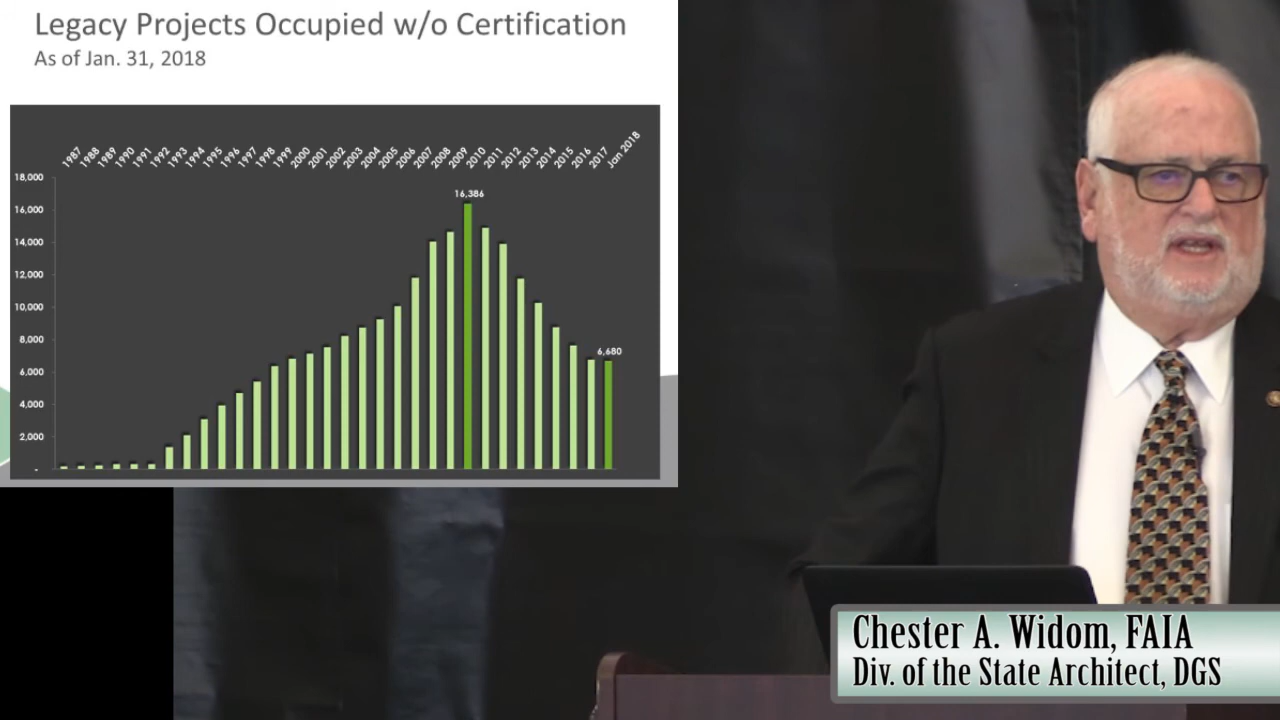 Legacy Projects Occupied w/o Certification
As of Jan. 31, 2018
1987 1988 1989 1990 1991 1992 1993 1994 1995 1996 1997 1998 1999 2000 2001 2002 2003 2004 2005 2006 2007 2008 2009 2010 2011 2012 2013 2014 2015 2016 2017 Jan 2018
18,000
16,386
16,000
14,000
12,000
10,000
8,000
6,680
6,000
4,000
2,000
-
Chester A. Widom, FAIA
Div. of the State Architect, DGS